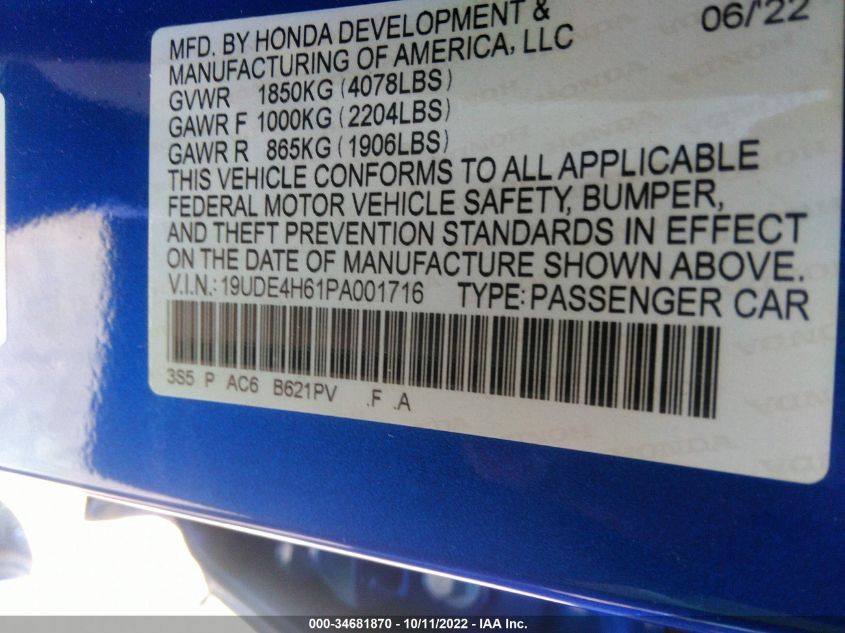 MFD. BY HONDA DEVELOPMENT & 06/'22
MANUFACTURING OF AMERICA, LLC
GVWR 1850KG (4078LBS)
GAWR F 1000KG (2204LBS)
GAWR R 865KG (1906LBS)
THIS VEHICLE CONFORMS TO ALL APPLICABLE
FEDERAL MOTOR VEHICLE SAFETY, BUMPER,
AND THEFT PREVENTION STANDARDS IN EFFECT
ON THE DATE OF MANUFACTURE SHOWN ABOVE.
V.I.N.: 19UDE4H61PA001716 TYPE: PASSENGER CAR
3S5 P AC6 B621PV .F .A
000-34681870 - 10/11/2022 - IAA Inc.